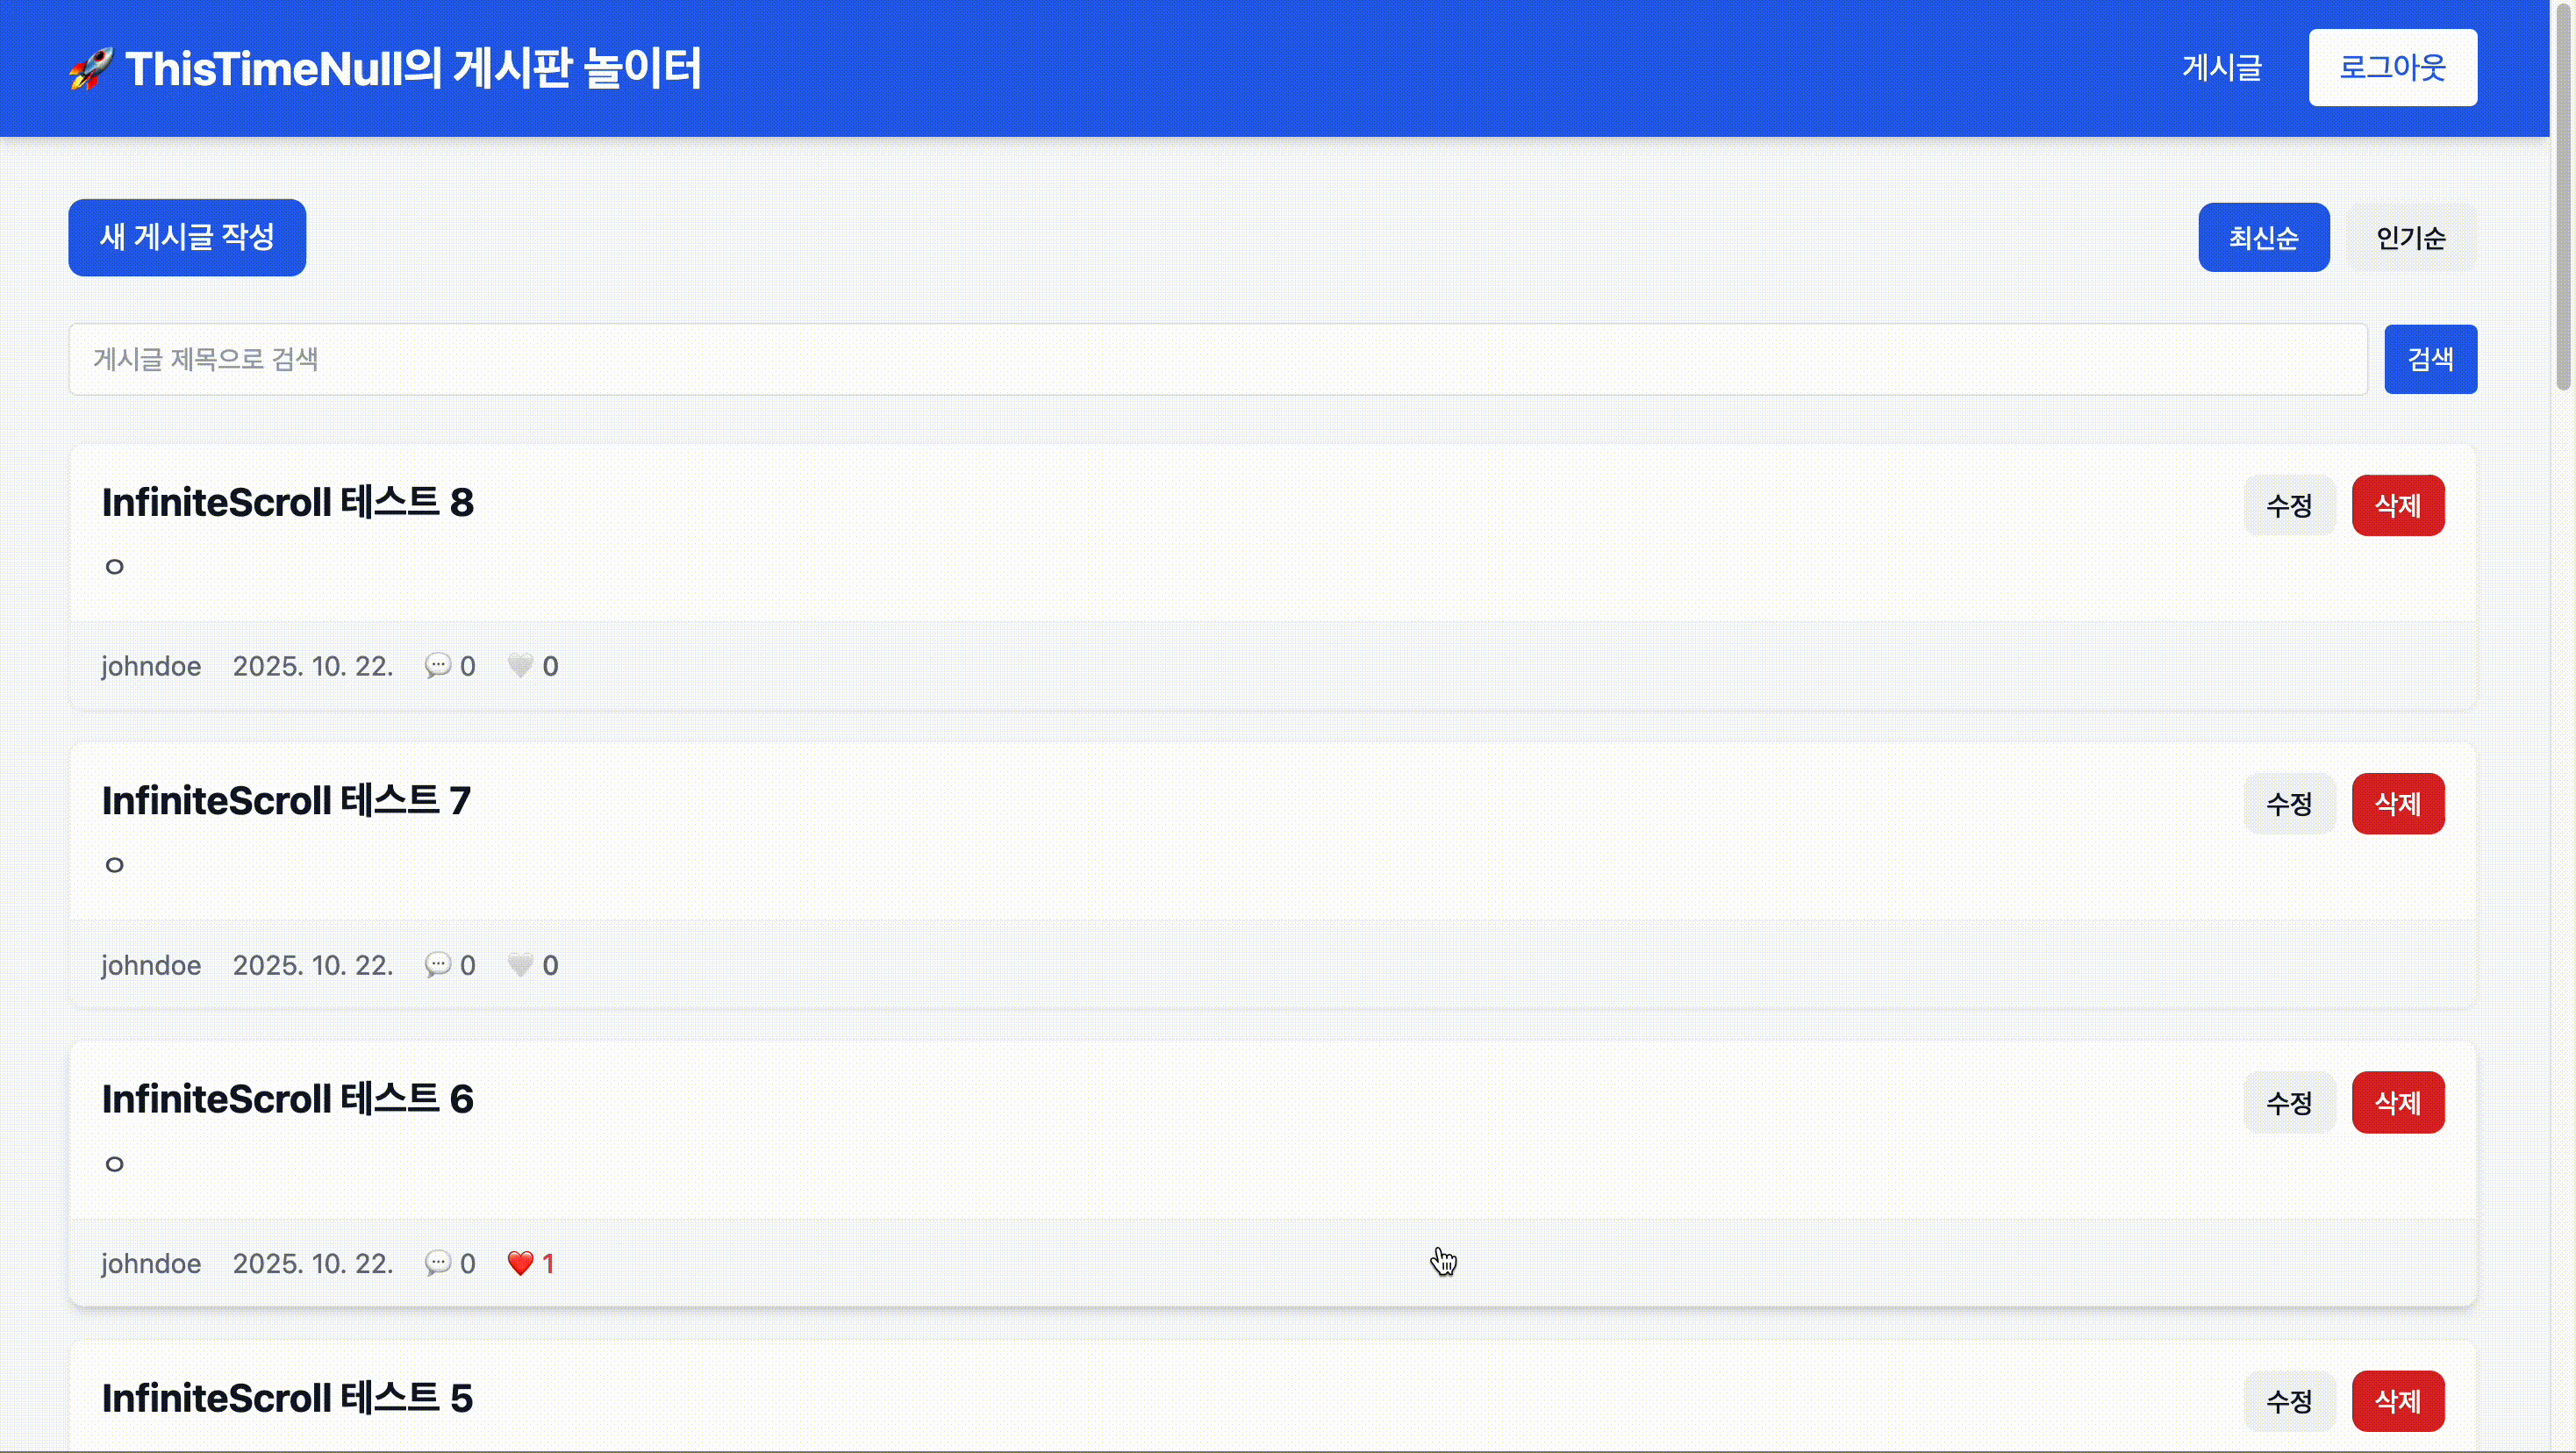 🚀 ThisTimeNull의 게시판 놀이터
게시글
로그아웃
새 게시글 작성
최신순
인기순
게시글 제목으로 검색
검색
InfiniteScroll 테스트 8
수정
삭제
ㅇ
johndoe 2025. 10. 22. 💬 0 🤍 0
InfiniteScroll 테스트 7
수정
삭제
ㅇ
johndoe 2025. 10. 22. 💬 0 🤍 0
InfiniteScroll 테스트 6
수정
삭제
ㅇ
johndoe 2025. 10. 22. 💬 0 ❤️ 1
InfiniteScroll 테스트 5
수정
삭제